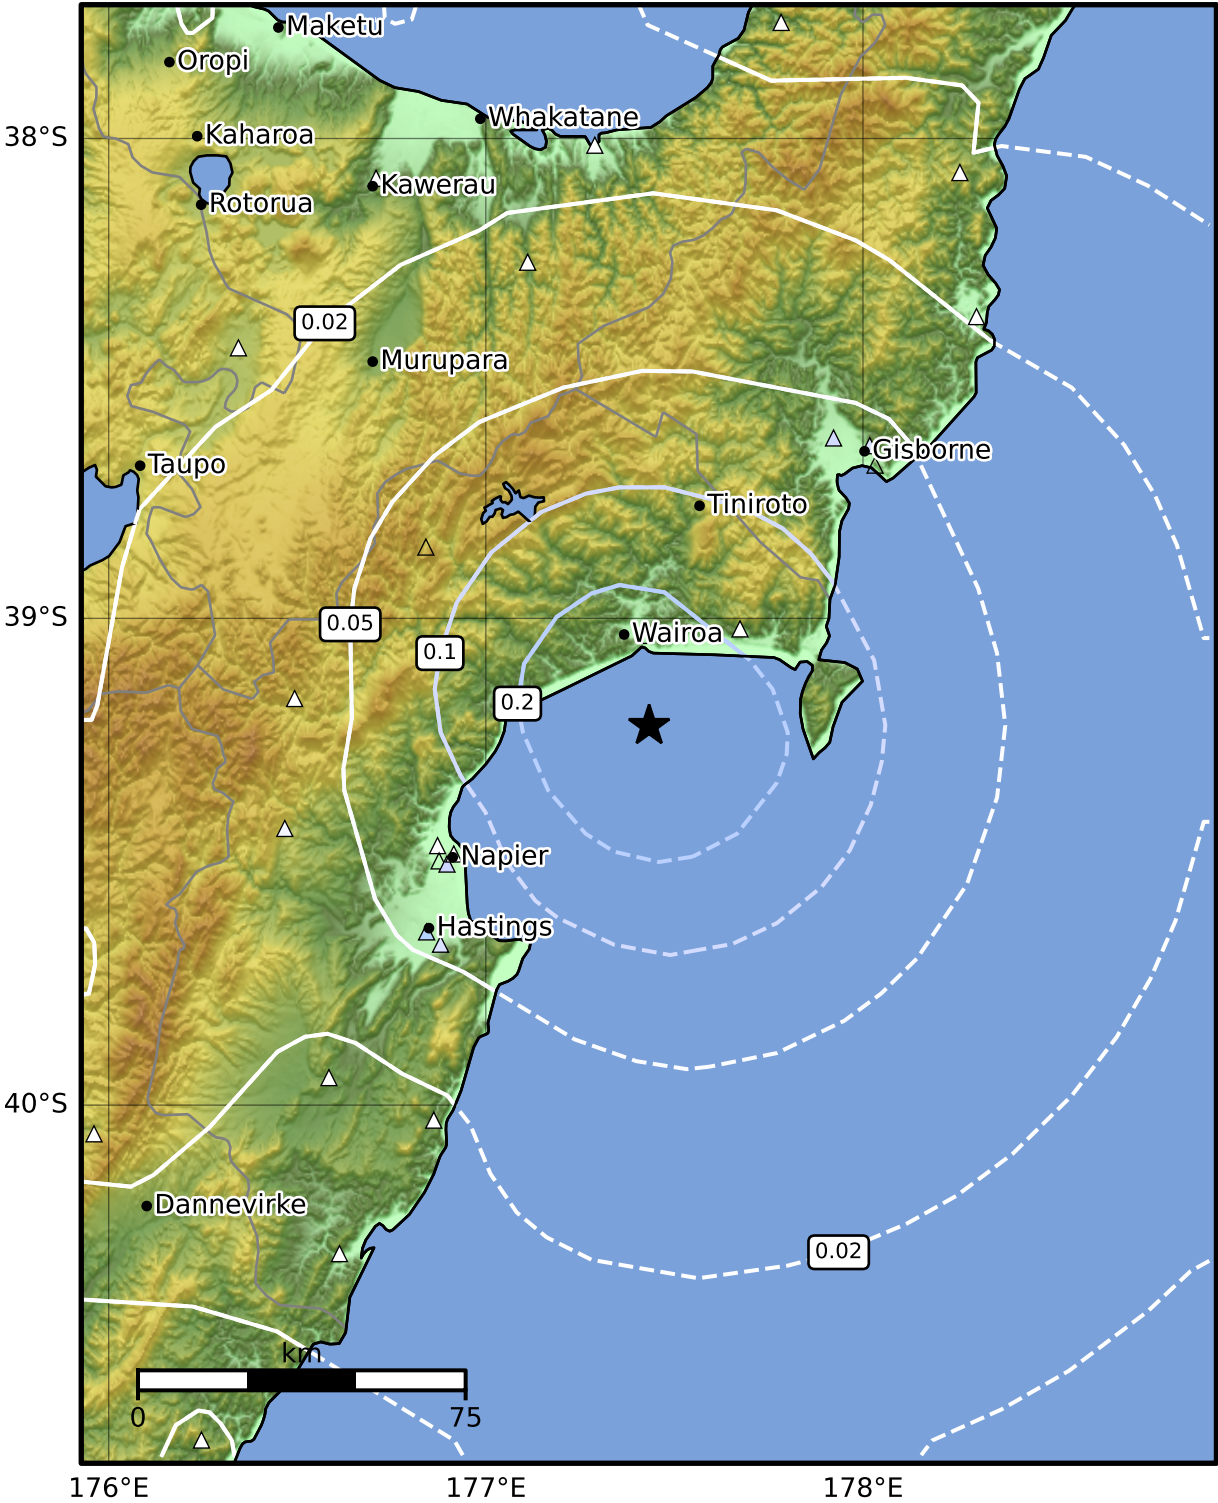 Maketu
Oropi
Whakatane
38°S
Kaharoa
Kawerau
Rotorua
0.02
Murupara
Gisborne
Taupo
Tiniroto
39°S
0.05
Wairoa
0.1
0.2
Napier
Hastings
40°S
Dannevirke
0.02
km
0
75
176°E
177°E
178°E